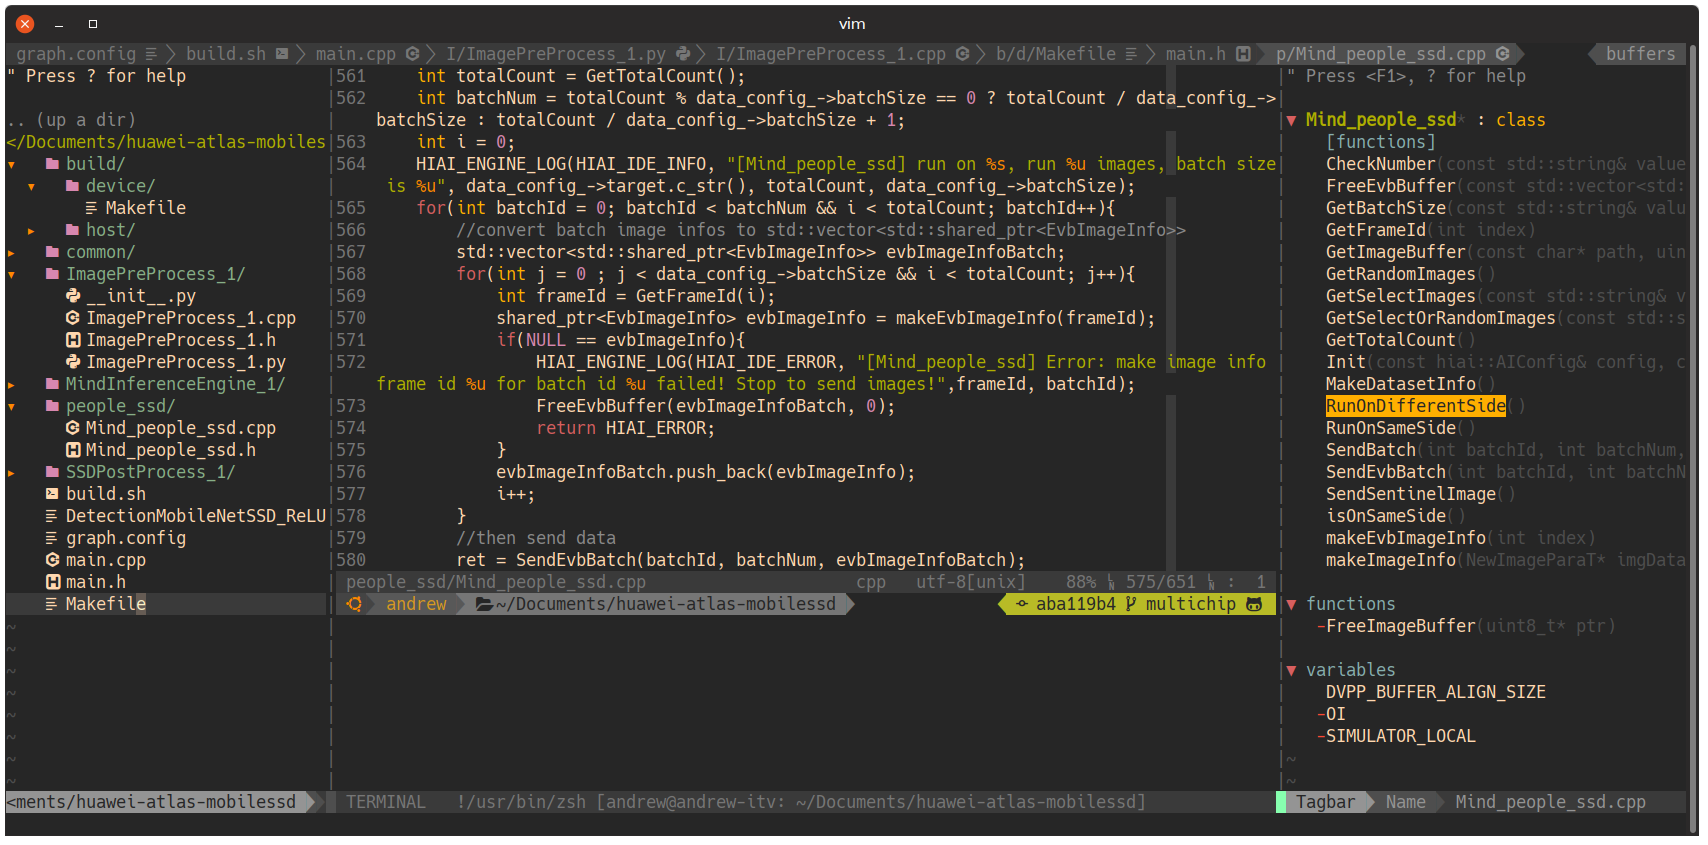 vim
graph.config build.sh main.cpp I/ImagePreProcess_1.py I/ImagePreProcess_1.cpp b/d/Makefile main.h p/Mind_people_ssd.cpp buffers
" Press ? for help
.. (up a dir)
</Documents/huawei-atlas-mobiles
▾ build/
▾ device/
Makefile
▸ host/
▸ common/
▾ ImagePreProcess_1/
__init__.py
ImagePreProcess_1.cpp
ImagePreProcess_1.h
ImagePreProcess_1.py
▸ MindInferenceEngine_1/
▾ people_ssd/
Mind_people_ssd.cpp
Mind_people_ssd.h
▸ SSDPostProcess_1/
build.sh
DetectionMobileNetSSD_ReLU
graph.config
main.cpp
main.h
Makefile
~
~
~
~
~
~
~
~
<ments/huawei-atlas-mobilessd
561 int totalCount = GetTotalCount();
562 int batchNum = totalCount % data_config_->batchSize == 0 ? totalCount / data_config_->
batchSize : totalCount / data_config_->batchSize + 1;
563 int i = 0;
564 HIAI_ENGINE_LOG(HIAI_IDE_INFO, "[Mind_people_ssd] run on %s, run %u images, batch size
is %u", data_config_->target.c_str(), totalCount, data_config_->batchSize);
565 for(int batchId = 0; batchId < batchNum && i < totalCount; batchId++){
566 //convert batch image infos to std::vector<std::shared_ptr<EvbImageInfo>>
567 std::vector<std::shared_ptr<EvbImageInfo>> evbImageInfoBatch;
568 for(int j = 0 ; j < data_config_->batchSize && i < totalCount; j++){
569 int frameId = GetFrameId(i);
570 shared_ptr<EvbImageInfo> evbImageInfo = makeEvbImageInfo(frameId);
571 if(NULL == evbImageInfo){
572 HIAI_ENGINE_LOG(HIAI_IDE_ERROR, "[Mind_people_ssd] Error: make image info
frame id %u for batch id %u failed! Stop to send images!",frameId, batchId);
573 FreeEvbBuffer(evbImageInfoBatch, 0);
574 return HIAI_ERROR;
575 }
576 evbImageInfoBatch.push_back(evbImageInfo);
577 i++;
578 }
579 //then send data
580 ret = SendEvbBatch(batchId, batchNum, evbImageInfoBatch);
people_ssd/Mind_people_ssd.cpp cpp utf-8[unix] 88% 575/651 : 1
andrew ~/Documents/huawei-atlas-mobilessd aba119b4 multichip
TERMINAL !/usr/bin/zsh [andrew@andrew-itv: ~/Documents/huawei-atlas-mobilessd]
" Press <F1>, ? for help
▼ Mind_people_ssd* : class
[functions]
CheckNumber(const std::string& value
FreeEvbBuffer(const std::vector<std:
GetBatchSize(const std::string& valu
GetFrameId(int index)
GetImageBuffer(const char* path, uin
GetRandomImages()
GetSelectImages(const std::string& v
GetSelectOrRandomImages(const std::s
GetTotalCount()
Init(const hiai::AIConfig& config, c
MakeDatasetInfo()
RunOnDifferentSide()
RunOnSameSide()
SendBatch(int batchId, int batchNum,
SendEvbBatch(int batchId, int batchN
SendSentinelImage()
isOnSameSide()
makeEvbImageInfo(int index)
makeImageInfo(NewImageParaT* imgData
▼ functions
-FreeImageBuffer(uint8_t* ptr)
▼ variables
DVPP_BUFFER_ALIGN_SIZE
-OI
-SIMULATOR_LOCAL
~
~
Tagbar Name Mind_people_ssd.cpp